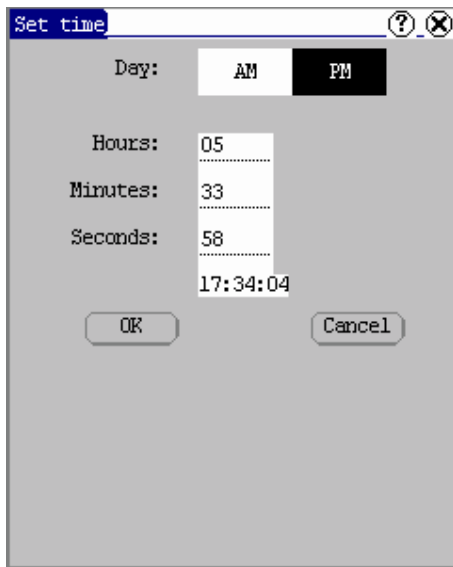 Set time ?
Day: AM PM
Hours: 05
Minutes: 33
Seconds: 58
17:34:04
OK Cancel